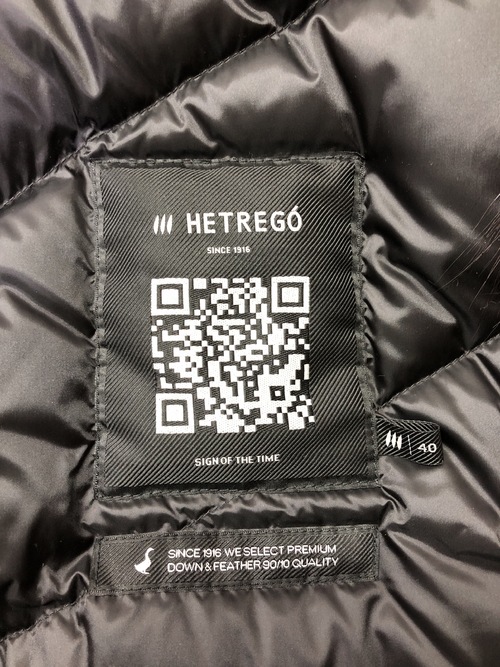 HETREGÓ
SINCE 1916
SIGN OF THE TIME
40
SINCE 1916 WE SELECT PREMIUM
DOWN & FEATHER 90/10 QUALITY